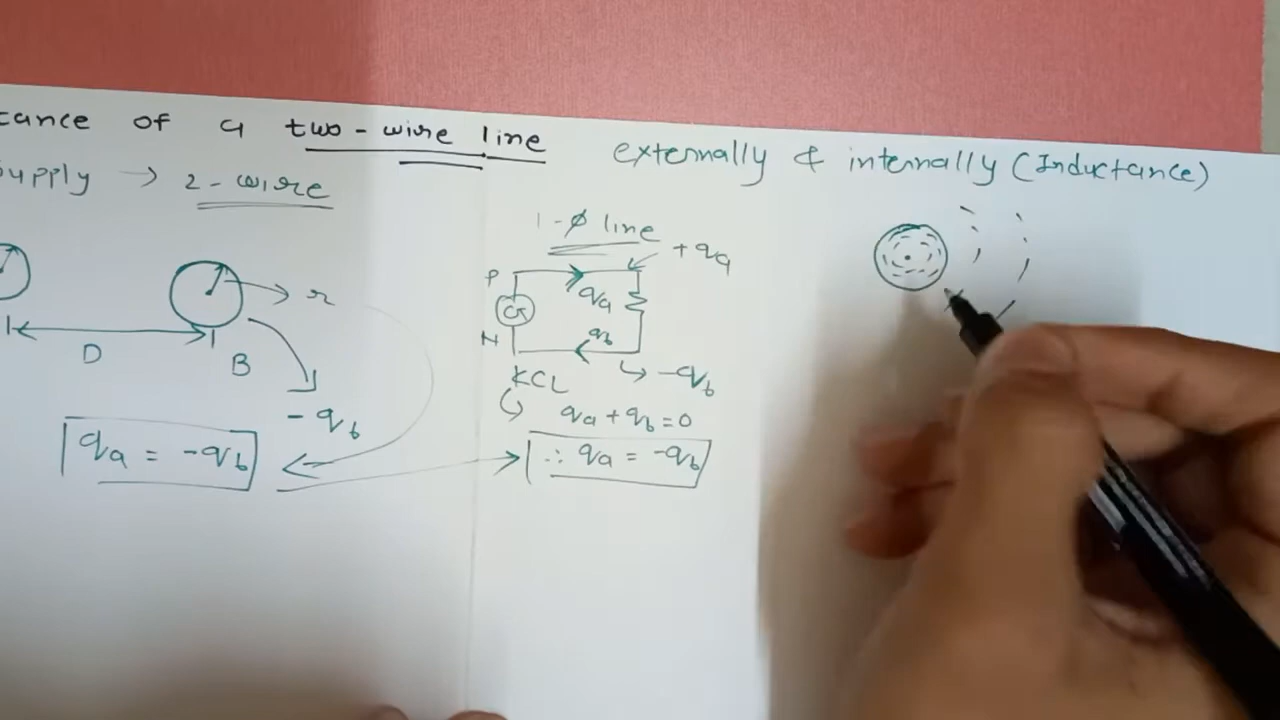 tance of a two-wire line
upply → 2-wire
r
D
B
- qb
qa = -qb
externally & internally (Inductance)
1-φ line
+ qa
P
qa
G
N
qb
-qb
KCL
qa + qb = 0
∴ qa = -qb